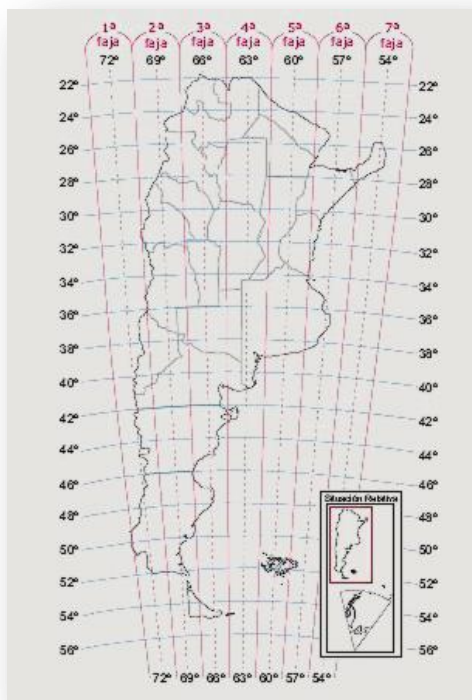 1ª 2ª 3ª 4ª 5ª 6ª 7ª
faja faja faja faja faja faja faja
72º 69º 66º 63º 60º 57º 54º
22º 22º
24º 24º
26º 26º
28º 28º
30º 30º
32º 32º
34º 34º
36º 36º
38º 38º
40º 40º
42º 42º
44º 44º
46º 46º
48º 48º
50º 50º
52º 52º
54º 54º
56º 56º
Situación Relativa
72º 69º 66º 63º 60º 57º 54º